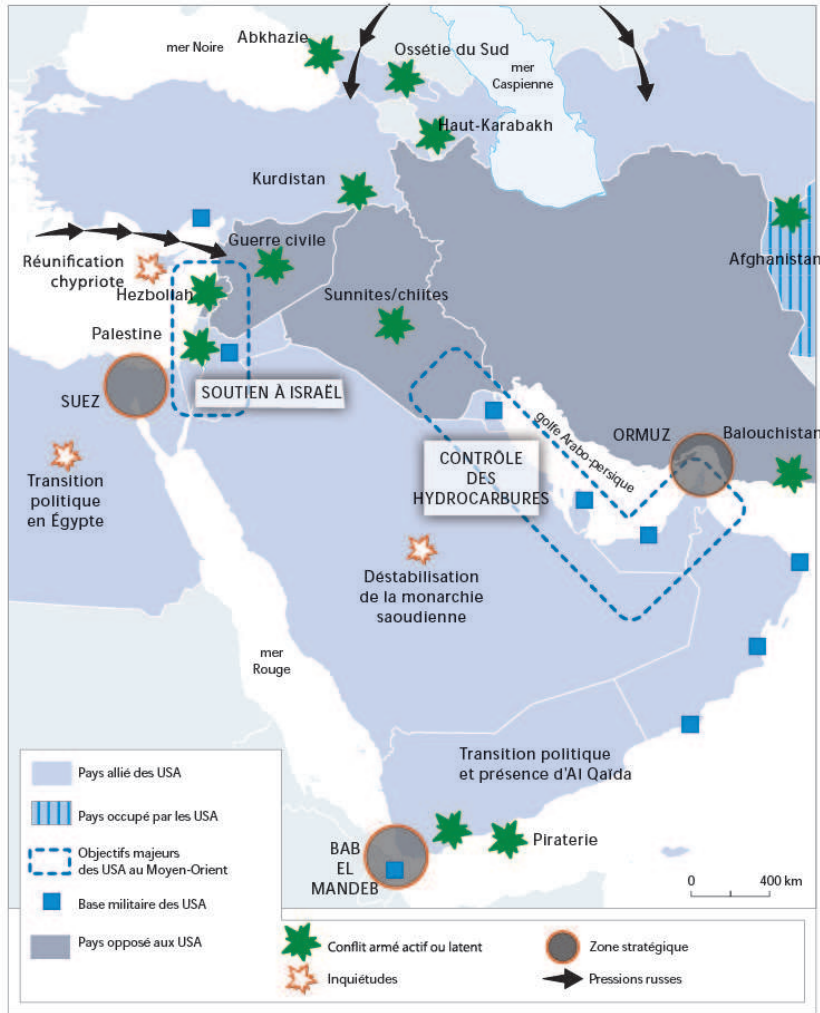 mer Noire
Abkhazie
Ossétie du Sud
mer
Caspienne
Haut-Karabakh
Kurdistan
Guerre civile
Réunification
chypriote
Hezbollah
Afghanistan
Sunnites/chiites
Palestine
SUEZ
SOUTIEN À ISRAËL
golfe Arabo-persique
ORMUZ
Balouchistan
CONTRÔLE
DES
HYDROCARBURES
Transition
politique
en Égypte
Déstabilisation
de la monarchie
saoudienne
mer
Rouge
Transition politique
et présence d'Al Qaïda
Piraterie
BAB
EL
MANDEB
0 400 km
Pays allié des USA
Pays occupé par les USA
Objectifs majeurs
des USA au Moyen-Orient
Base militaire des USA
Pays opposé aux USA
Conflit armé actif ou latent
Inquiétudes
Zone stratégique
Pressions russes